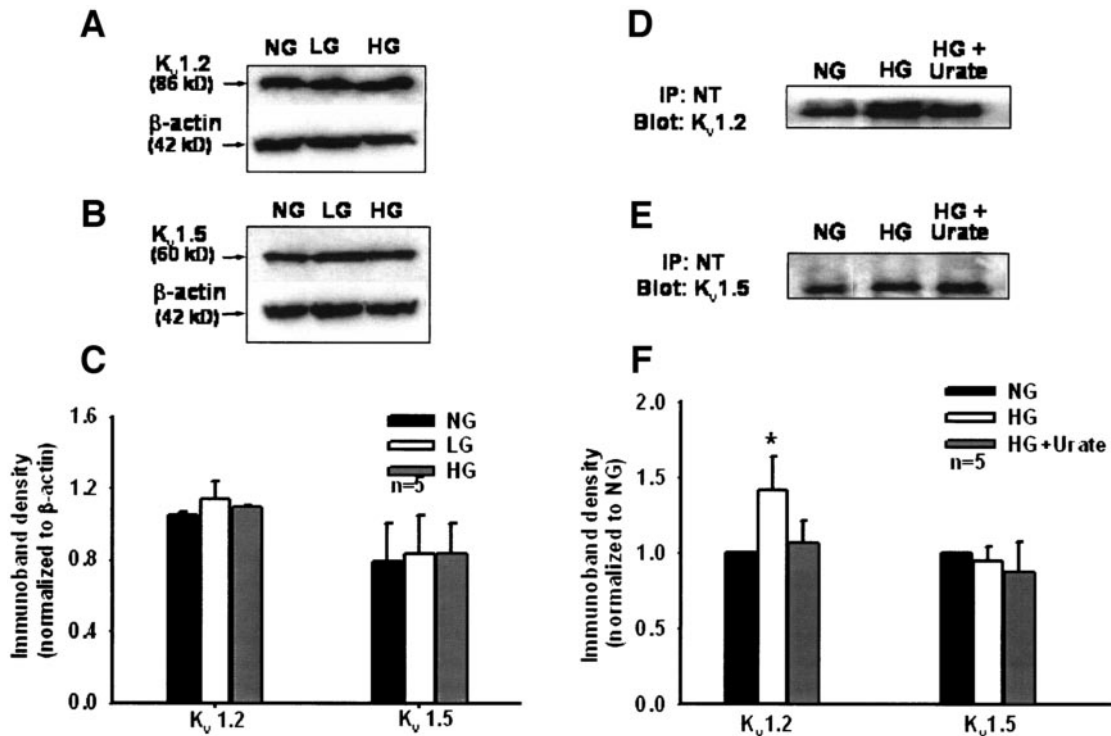 A
NG LG HG
Kᵥ1.2
(86 kD)
β-actin
(42 kD)
B
NG LG HG
Kᵥ1.5
(60 kD)
β-actin
(42 kD)
C
1.6
1.2
0.8
0.4
0.0
Immunoband density
(normalized to β-actin)
NG
LG
HG
n=5
Kᵥ 1.2
Kᵥ 1.5
D
NG HG HG +
Urate
IP: NT
Blot: Kᵥ1.2
E
NG HG HG +
Urate
IP: NT
Blot: Kᵥ1.5
F
2.0
1.5
1.0
0.5
0.0
Immunoband density
(normalized to NG)
*
NG
HG
HG+Urate
n=5
Kᵥ1.2
Kᵥ1.5